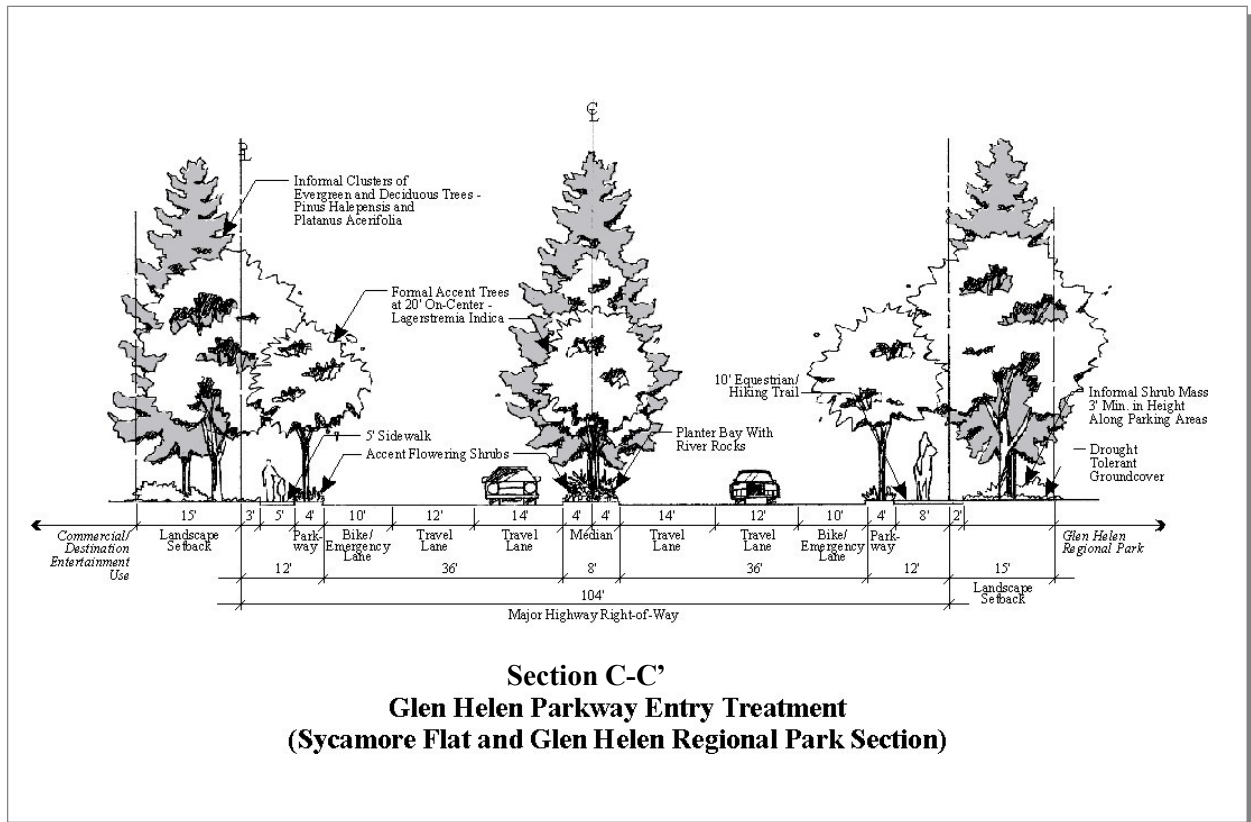 C L
P L
Informal Clusters of
Evergreen and Deciduous Trees -
Pinus Halepensis and
Platanus Acerifolia
Formal Accent Trees
at 20' On-Center -
Lagerstremia Indica
10' Equestrian/
Hiking Trail
Informal Shrub Mass
3' Min. in Height
Along Parking Areas
5' Sidewalk
Accent Flowering Shrubs
Planter Bay With
River Rocks
Drought
Tolerant
Groundcover
15' 3' 5' 4' 10' 12' 14' 4' 4' 14' 12' 10' 4' 8' 2'
Commercial/
Destination
Entertainment
Use
Landscape
Setback
Park-
way
Bike/
Emergency
Lane
Travel
Lane
Travel
Lane
Median
Travel
Lane
Travel
Lane
Bike/
Emergency
Lane
Park-
way
Glen Helen
Regional Park
12' 36' 8' 36' 12' 15'
Landscape
Setback
104'
Major Highway Right-of-Way
Section C-C’
Glen Helen Parkway Entry Treatment
(Sycamore Flat and Glen Helen Regional Park Section)